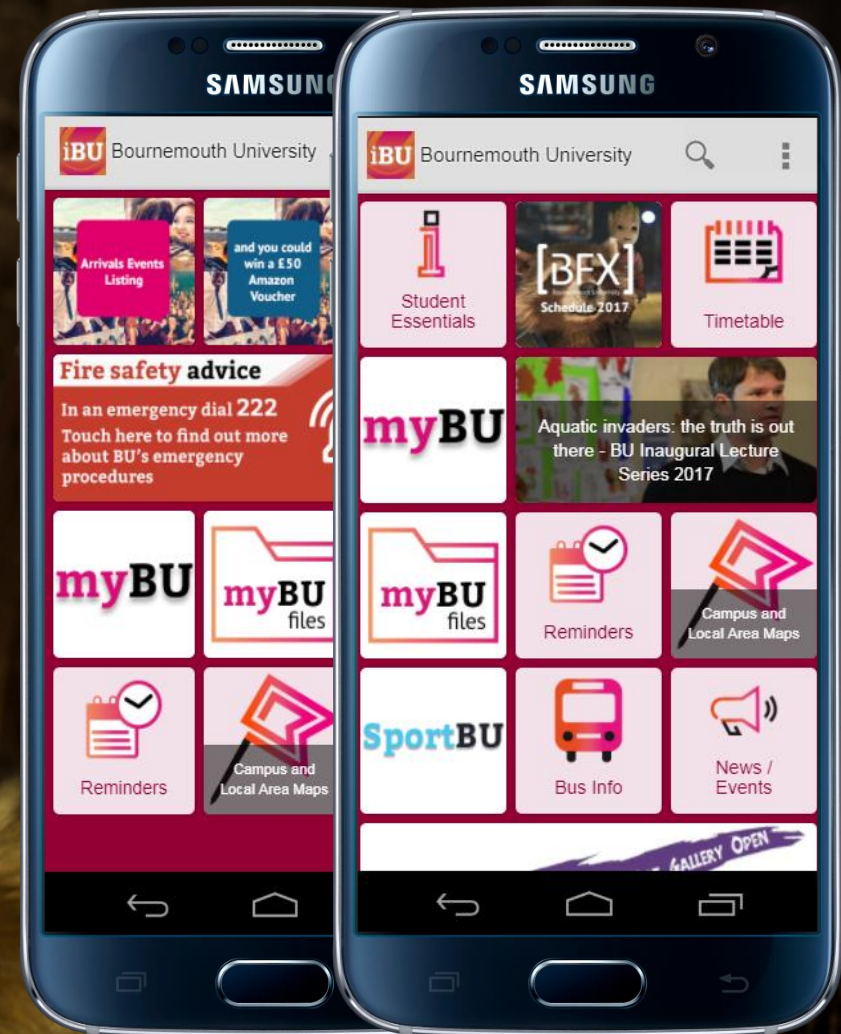 SAMSUNG
iBU Bournemouth University
Arrivals Events
Listing
and you could
win a £50
Amazon
Voucher
Fire safety advice
In an emergency dial 222
Touch here to find out more
about BU's emergency
procedures
myBU
myBU
files
Reminders
Campus and
Local Area Maps
SAMSUNG
iBU Bournemouth University
Student
Essentials
[BFX]
Schedule 2017
Timetable
myBU
Aquatic invaders: the truth is out
there - BU Inaugural Lecture
Series 2017
myBU
files
Reminders
Campus and
Local Area Maps
SportBU
Bus Info
News /
Events
GALLERY OPEN